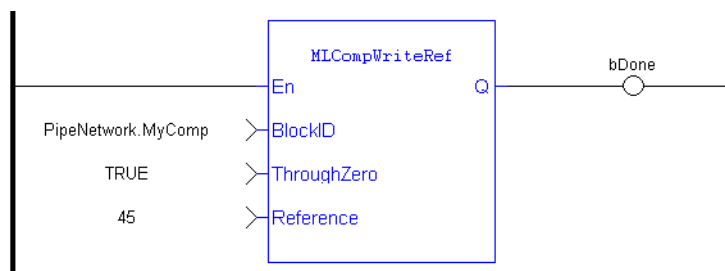 MLCompWriteRef
bDone
En
Q
PipeNetwork.MyComp
BlockID
TRUE
ThroughZero
45
Reference